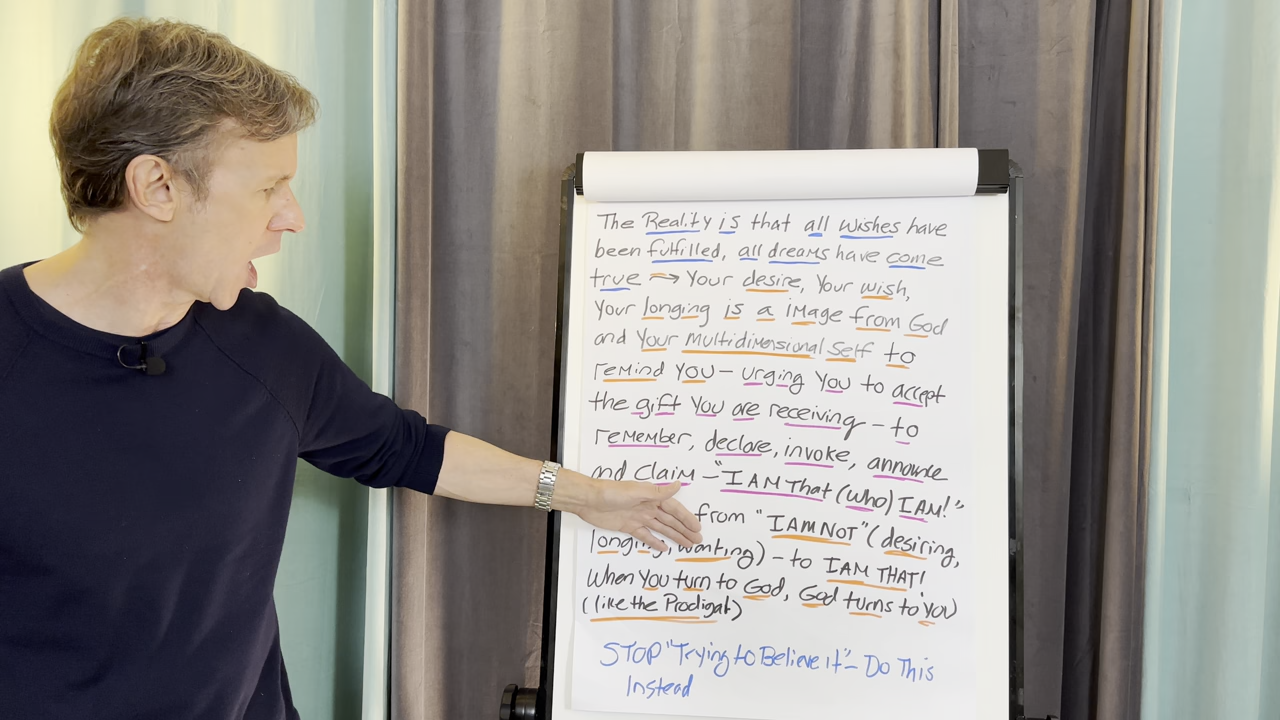 The Reality is that all wishes have
been fulfilled, all dreams have come
true → Your desire, Your wish,
Your longing is a image from God
and Your Multidimensional Self to
remind You – urging You to accept
the gift You are receiving – to
remember, declare, invoke, announce
and Claim – "I AM That (Who) I AM!"
from "I AM NOT" (desiring,
longing, wanting) – to I AM THAT!
When You turn to God, God turns to You
(like the Prodigal)
STOP "Trying to Believe it" – Do This
Instead